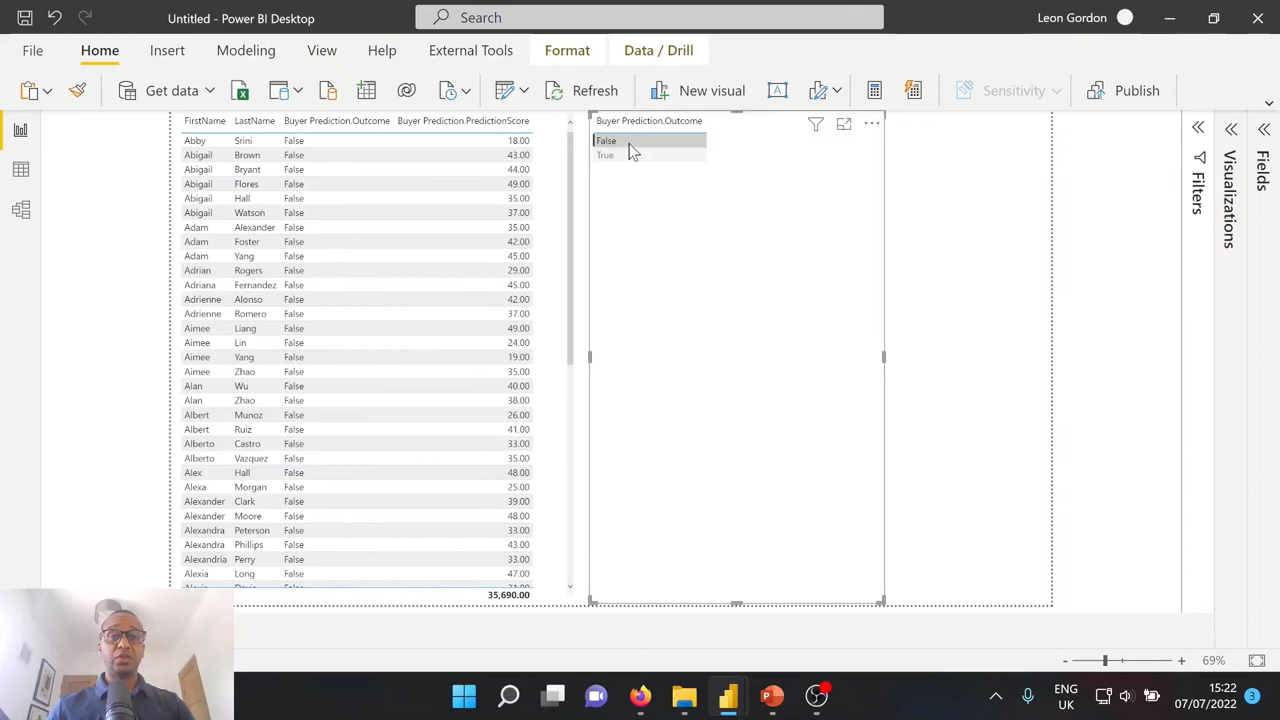 Untitled - Power BI Desktop
Search
Leon Gordon
File
Home
Insert
Modeling
View
Help
External Tools
Format
Data / Drill
Get data
Refresh
New visual
Sensitivity
Publish
FirstName LastName Buyer Prediction.Outcome Buyer Prediction.PredictionScore
Abby Srini False 18.00
Abigail Brown False 43.00
Abigail Bryant False 44.00
Abigail Flores False 49.00
Abigail Hall False 35.00
Abigail Watson False 37.00
Adam Alexander False 35.00
Adam Foster False 42.00
Adam Yang False 45.00
Adrian Rogers False 29.00
Adriana Fernandez False 45.00
Adrienne Alonso False 42.00
Adrienne Romero False 37.00
Aimee Liang False 49.00
Aimee Lin False 24.00
Aimee Yang False 19.00
Aimee Zhao False 35.00
Alan Wu False 40.00
Alan Zhao False 38.00
Albert Munoz False 26.00
Albert Ruiz False 41.00
Alberto Castro False 33.00
Alberto Vazquez False 35.00
Alex Hall False 48.00
Alexa Morgan False 25.00
Alexander Clark False 39.00
Alexander Moore False 48.00
Alexandra Peterson False 33.00
Alexandra Phillips False 43.00
Alexandria Perry False 33.00
Alexia Long False 47.00
35,690.00
Buyer Prediction.Outcome
False
True
Filters
Visualizations
Fields
69%
ENG
UK
15:22
07/07/2022
3